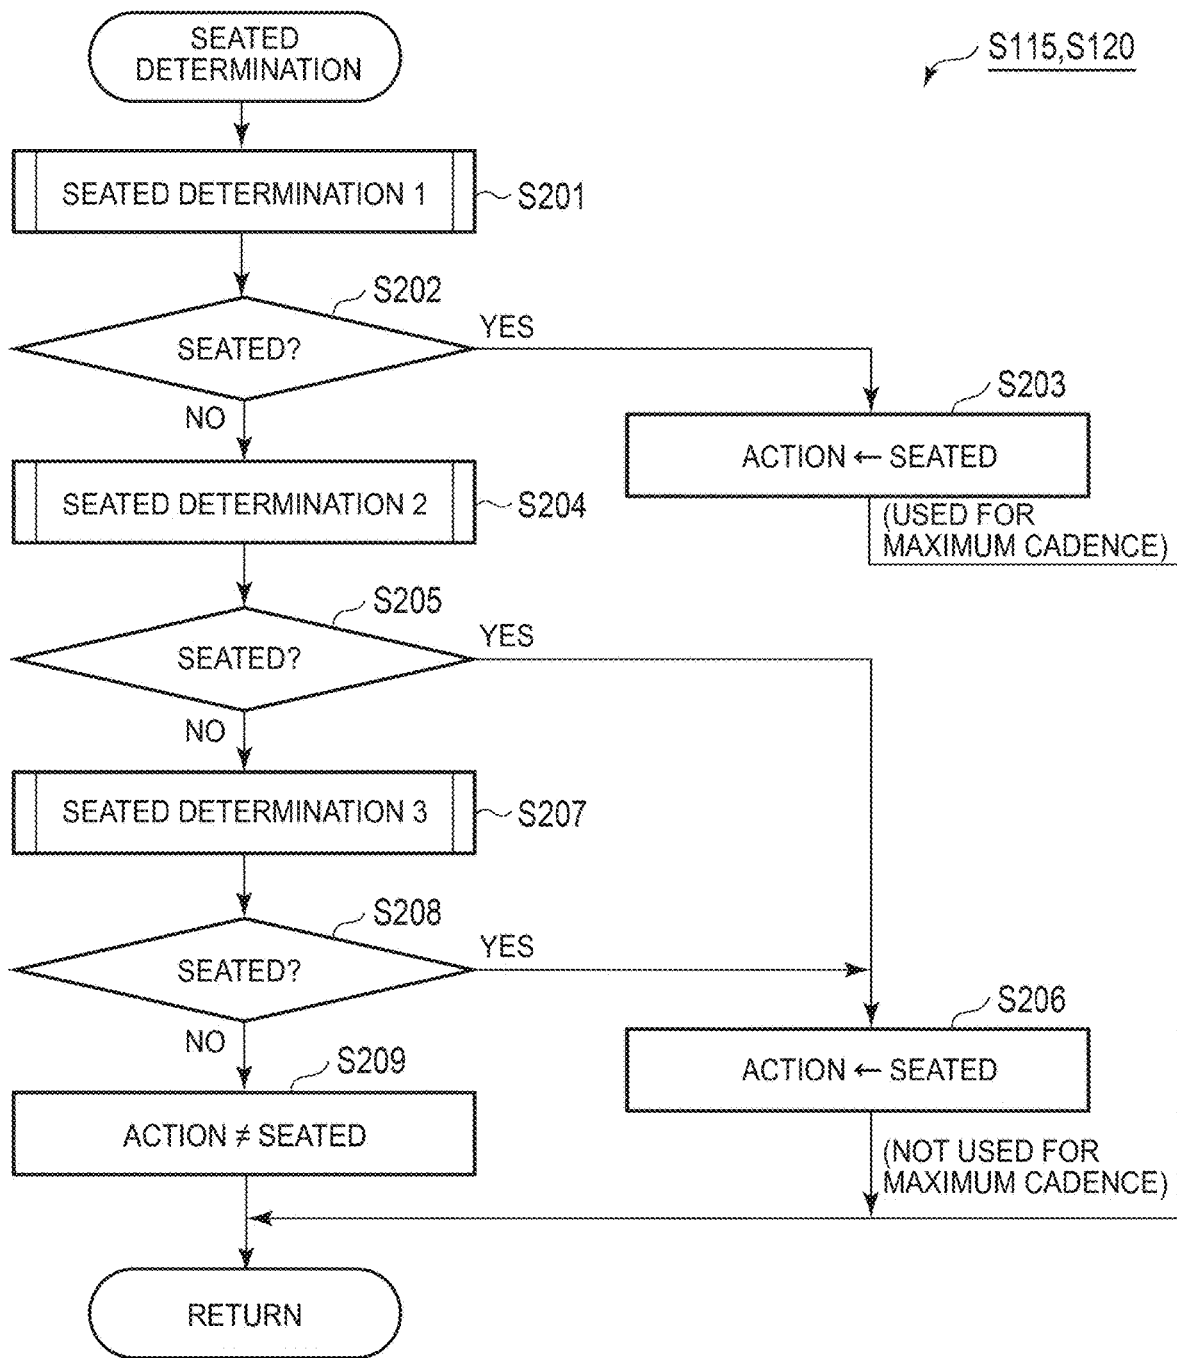 SEATED
DETERMINATION
S115,S120
SEATED DETERMINATION 1
S201
S202
SEATED?
YES
NO
S203
ACTION ← SEATED
(USED FOR
MAXIMUM CADENCE)
SEATED DETERMINATION 2
S204
S205
SEATED?
YES
NO
SEATED DETERMINATION 3
S207
S208
SEATED?
YES
NO
S206
ACTION ← SEATED
(NOT USED FOR
MAXIMUM CADENCE)
S209
ACTION ≠ SEATED
RETURN